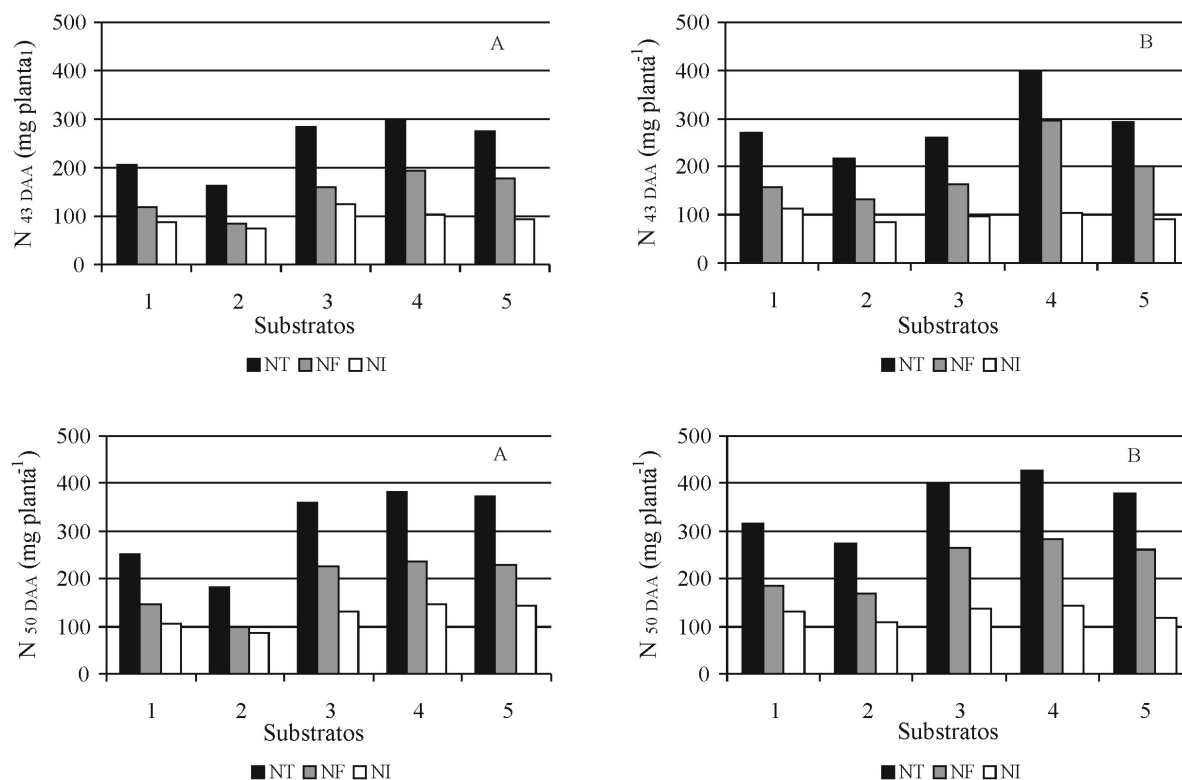 N 43 DAA (mg planta1)
500
400
300
200
100
0
A
1 2 3 4 5
Substratos
NT NF NI
N 43 DAA (mg planta-1)
500
400
300
200
100
0
B
1 2 3 4 5
Substratos
NT NF NI
N 50 DAA (mg planta-1)
500
400
300
200
100
0
A
1 2 3 4 5
Substratos
NT NF NI
N 50 DAA (mg planta-1)
500
400
300
200
100
0
B
1 2 3 4 5
Substratos
NT NF NI